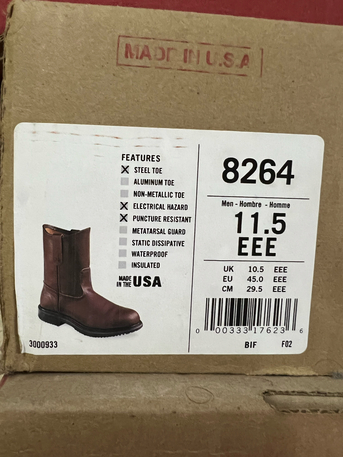 MADE IN U.S.A
FEATURES
STEEL TOE
ALUMINUM TOE
NON-METALLIC TOE
ELECTRICAL HAZARD
PUNCTURE RESISTANT
METATARSAL GUARD
STATIC DISSIPATIVE
WATERPROOF
INSULATED
MADE IN THE USA
3000933
8264
Men - Hombre - Homme
11.5
EEE
UK 10.5 EEE
EU 45.0 EEE
CM 29.5 EEE
0 00333 17623 6
BIF F02